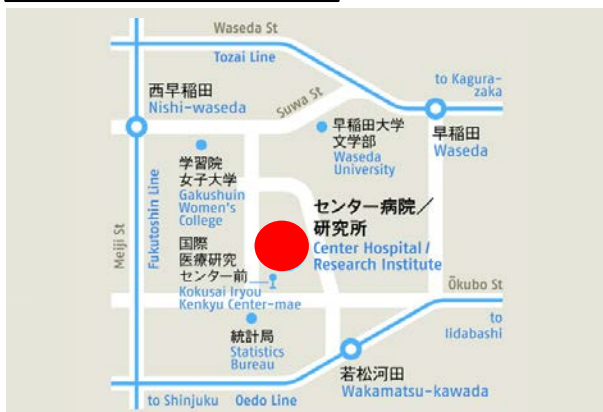 Waseda St
Tozai Line
to Kagura-
zaka
西早稲田
Nishi-waseda
Suwa St
早稲田大学
文学部
Waseda
University
早稲田
Waseda
学習院
女子大学
Gakushuin
Women's
College
Meiji St
Fukutoshin Line
センター病院／
研究所
Center Hospital /
Research Institute
国際
医療研究
センター前
Kokusai Iryou
Kenkyu Center-mae
Ōkubo St
to
Iidabashi
統計局
Statistics
Bureau
若松河田
Wakamatsu-kawada
to Shinjuku
Oedo Line